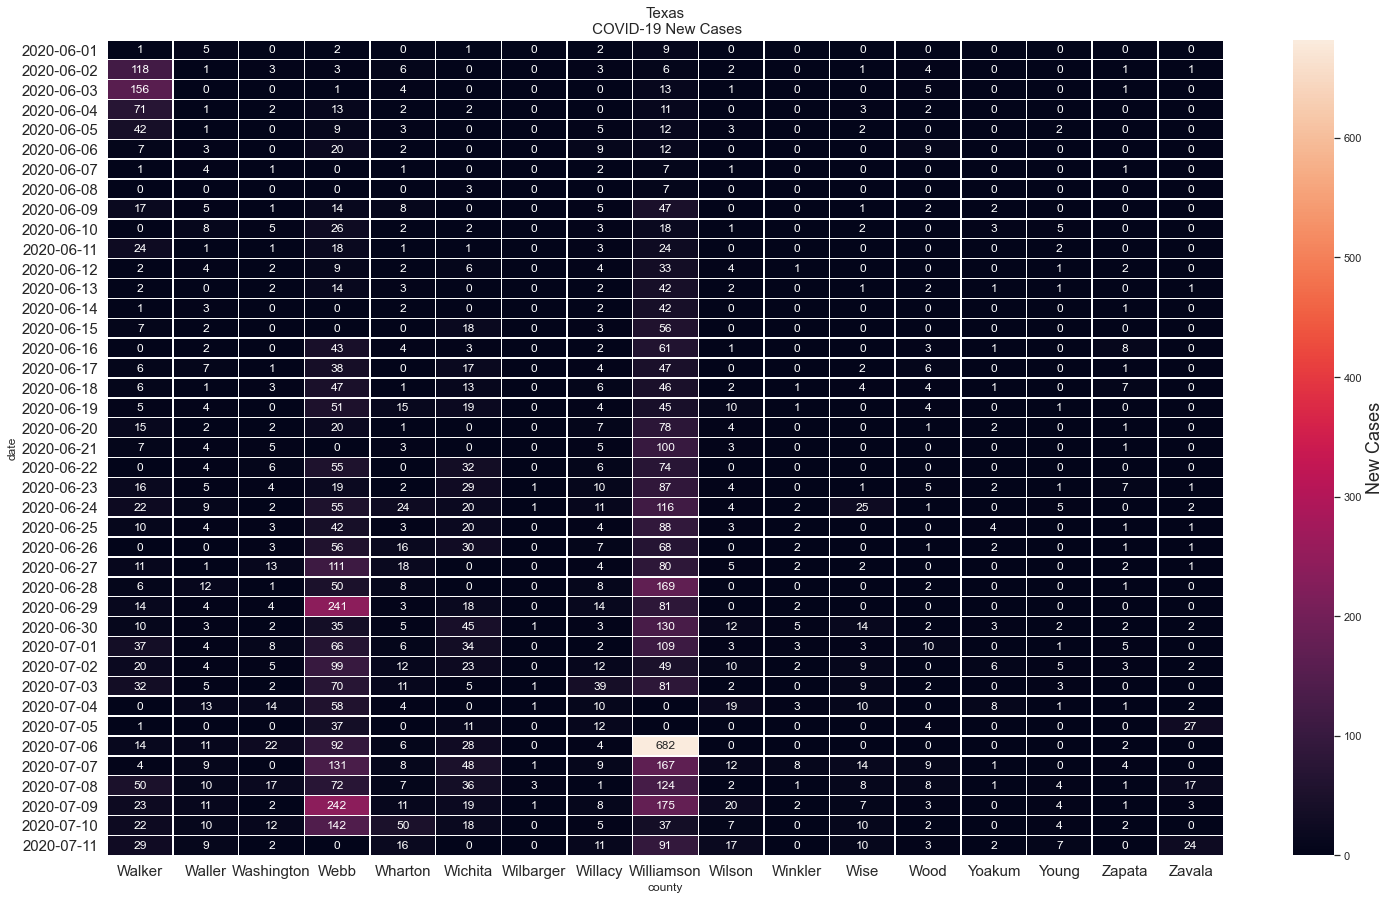 Texas
COVID-19 New Cases
2020-06-01 1 5 0 2 0 1 0 2 9 0 0 0 0 0 0 0 0
2020-06-02 118 1 3 3 6 0 0 3 6 2 0 1 4 0 0 1 1
2020-06-03 156 0 0 1 4 0 0 0 13 1 0 0 5 0 0 1 0
2020-06-04 71 1 2 13 2 2 0 0 11 0 0 3 2 0 0 0 0
2020-06-05 42 1 0 9 3 0 0 5 12 3 0 2 0 0 2 0 0
2020-06-06 7 3 0 20 2 0 0 9 12 0 0 0 9 0 0 0 0
2020-06-07 1 4 1 0 1 0 0 2 7 1 0 0 0 0 0 1 0
2020-06-08 0 0 0 0 0 3 0 0 7 0 0 0 0 0 0 0 0
2020-06-09 17 5 1 14 8 0 0 5 47 0 0 1 2 2 0 0 0
2020-06-10 0 8 5 26 2 2 0 3 18 1 0 2 0 3 5 0 0
2020-06-11 24 1 1 18 1 1 0 3 24 0 0 0 0 0 2 0 0
2020-06-12 2 4 2 9 2 6 0 4 33 4 1 0 0 0 1 2 0
2020-06-13 2 0 2 14 3 0 0 2 42 2 0 1 2 1 1 0 1
2020-06-14 1 3 0 0 2 0 0 2 42 0 0 0 0 0 0 1 0
2020-06-15 7 2 0 0 0 18 0 3 56 0 0 0 0 0 0 0 0
2020-06-16 0 2 0 43 4 3 0 2 61 1 0 0 3 1 0 8 0
2020-06-17 6 7 1 38 0 17 0 4 47 0 0 2 6 0 0 1 0
2020-06-18 6 1 3 47 1 13 0 6 46 2 1 4 4 1 0 7 0
2020-06-19 5 4 0 51 15 19 0 4 45 10 1 0 4 0 1 0 0
2020-06-20 15 2 2 20 1 0 0 7 78 4 0 0 1 2 0 1 0
2020-06-21 7 4 5 0 3 0 0 5 100 3 0 0 0 0 0 1 0
2020-06-22 0 4 6 55 0 32 0 6 74 0 0 0 0 0 0 0 0
2020-06-23 16 5 4 19 2 29 1 10 87 4 0 1 5 2 1 7 1
2020-06-24 22 9 2 55 24 20 1 11 116 4 2 25 1 0 5 0 2
2020-06-25 10 4 3 42 3 20 0 4 88 3 2 0 0 4 0 1 1
2020-06-26 0 0 3 56 16 30 0 7 68 0 2 0 1 2 0 1 1
2020-06-27 11 1 13 111 18 0 0 4 80 5 2 2 0 0 0 2 1
2020-06-28 6 12 1 50 8 0 0 8 169 0 0 0 2 0 0 1 0
2020-06-29 14 4 4 241 3 18 0 14 81 0 2 0 0 0 0 0 0
2020-06-30 10 3 2 35 5 45 1 3 130 12 5 14 2 3 2 2 2
2020-07-01 37 4 8 66 6 34 0 2 109 3 3 3 10 0 1 5 0
2020-07-02 20 4 5 99 12 23 0 12 49 10 2 9 0 6 5 3 2
2020-07-03 32 5 2 70 11 5 1 39 81 2 0 9 2 0 3 0 0
2020-07-04 0 13 14 58 4 0 1 10 0 19 3 10 0 8 1 1 2
2020-07-05 1 0 0 37 0 11 0 12 0 0 0 0 4 0 0 0 27
2020-07-06 14 11 22 92 6 28 0 4 682 0 0 0 0 0 0 2 0
2020-07-07 4 9 0 131 8 48 1 9 167 12 8 14 9 1 0 4 0
2020-07-08 50 10 17 72 7 36 3 1 124 2 1 8 8 1 4 1 17
2020-07-09 23 11 2 242 11 19 1 8 175 20 2 7 3 0 4 1 3
2020-07-10 22 10 12 142 50 18 0 5 37 7 0 10 2 0 4 2 0
2020-07-11 29 9 2 0 16 0 0 11 91 17 0 10 3 2 7 0 24
Walker Waller Washington Webb Wharton Wichita Wilbarger Willacy Williamson Wilson Winkler Wise Wood Yoakum Young Zapata Zavala
county
date
600
500
400
300
200
100
0
New Cases